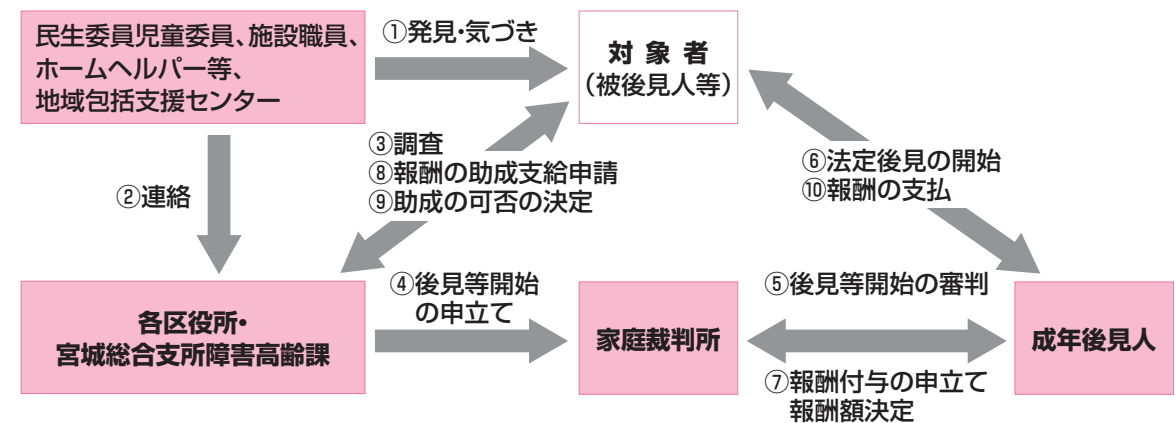 民生委員児童委員、施設職員、
ホームヘルパー等、
地域包括支援センター
①発見・気づき
対象者
（被後見人等）
②連絡
③調査
⑧報酬の助成支給申請
⑨助成の可否の決定
⑥法定後見の開始
⑩報酬の支払
各区役所・
宮城総合支所障害高齢課
④後見等開始
の申立て
家庭裁判所
⑤後見等開始の審判
⑦報酬付与の申立て
報酬額決定
成年後見人